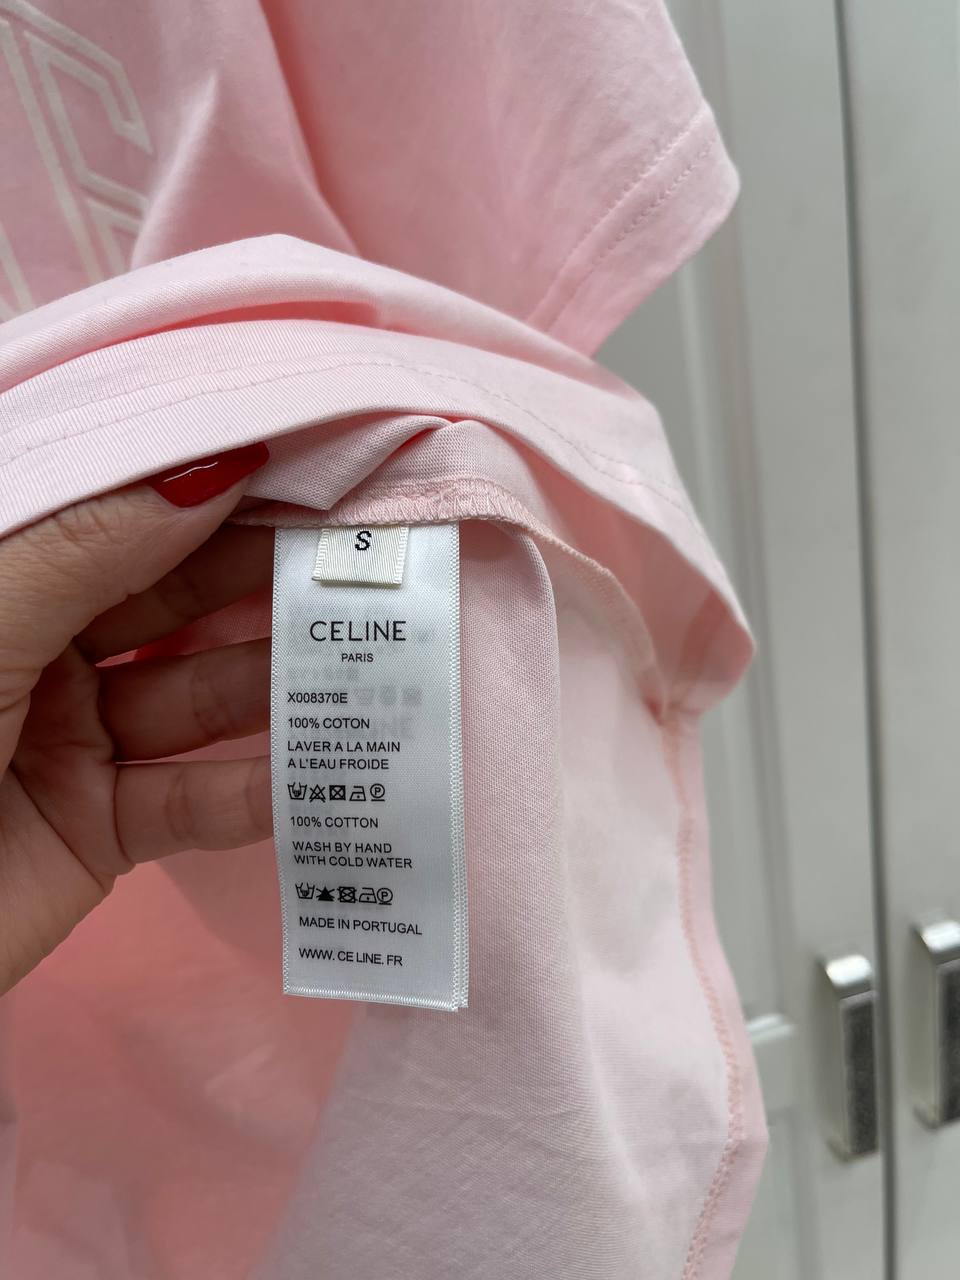 S
CELINE
PARIS
X008370E
100% COTON
LAVER A LA MAIN
A L'EAU FROIDE
100% COTTON
WASH BY HAND
WITH COLD WATER
MADE IN PORTUGAL
WWW. CE LINE. FR